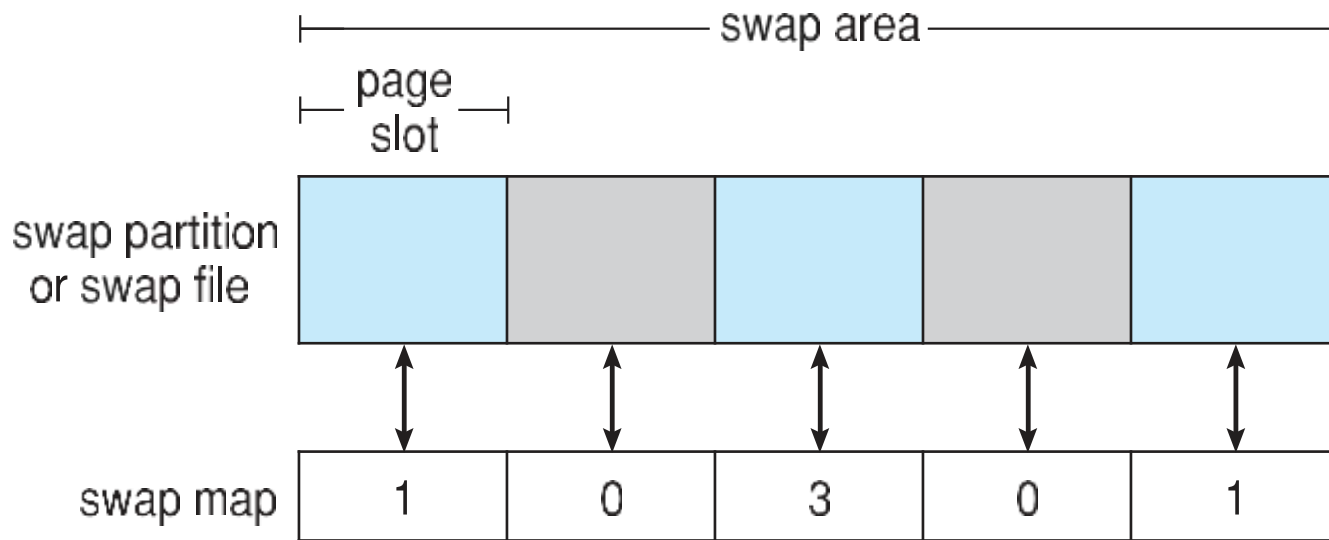 swap area
page
slot
swap partition
or swap file
swap map 1 0 3 0 1